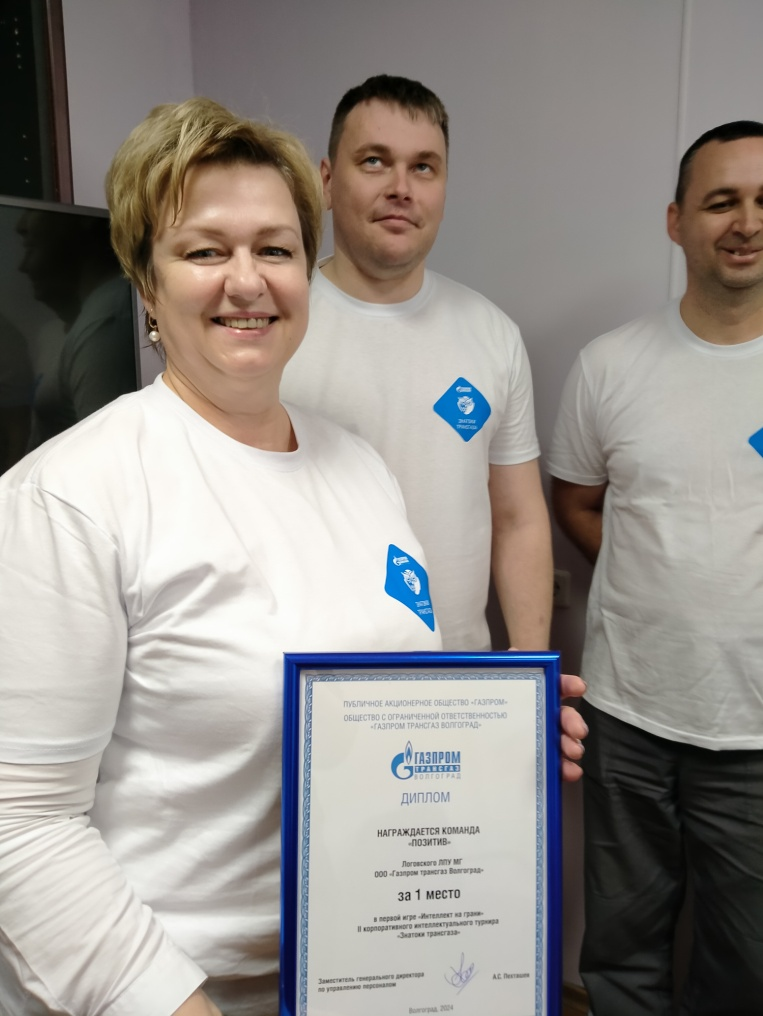 ЗНАТОКИ
ТРАНСГАЗА
ПУБЛИЧНОЕ АКЦИОНЕРНОЕ ОБЩЕСТВО «ГАЗПРОМ»
ОБЩЕСТВО С ОГРАНИЧЕННОЙ ОТВЕТСТВЕННОСТЬЮ
«ГАЗПРОМ ТРАНСГАЗ ВОЛГОГРАД»
ГАЗПРОМ
ТРАНСГАЗ
ВОЛГОГРАД
ДИПЛОМ
НАГРАЖДАЕТСЯ КОМАНДА
«ПОЗИТИВ»
Логовского ЛПУ МГ
ООО «Газпром трансгаз Волгоград»
за 1 место
в первой игре «Интеллект на грани»
II корпоративного интеллектуального турнира
«Знатоки трансгаза»
Заместитель генерального директора
по управлению персоналом
А.С. Пехташев
Волгоград, 2024